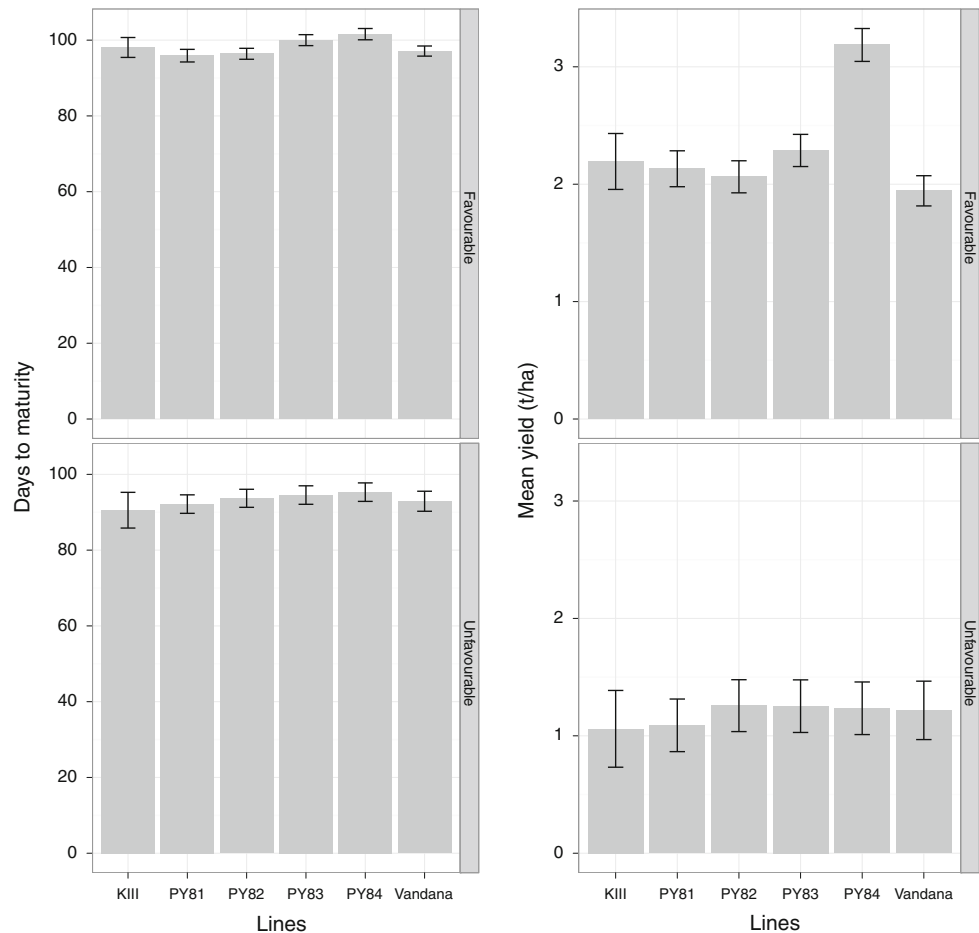 Days to maturity
100
80
60
40
20
0
Favourable
100
80
60
40
20
0
Unfavourable
KIII PY81 PY82 PY83 PY84 Vandana
Lines
Mean yield (t/ha)
3
2
1
0
Favourable
3
2
1
0
Unfavourable
KIII PY81 PY82 PY83 PY84 Vandana
Lines